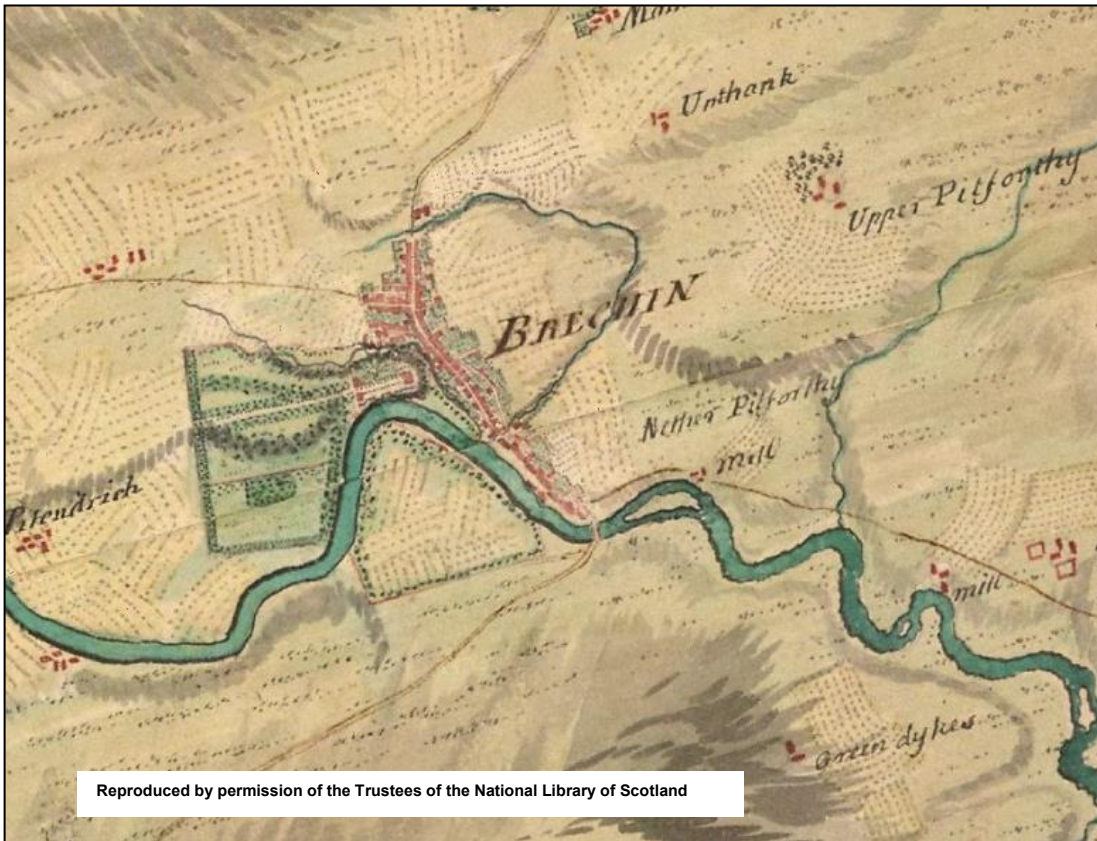 Unthank
Upper Pitforthy
BRECHIN
Nether Pitforthy
mill
Pitendrich
mill
Green dykes
Reproduced by permission of the Trustees of the National Library of Scotland